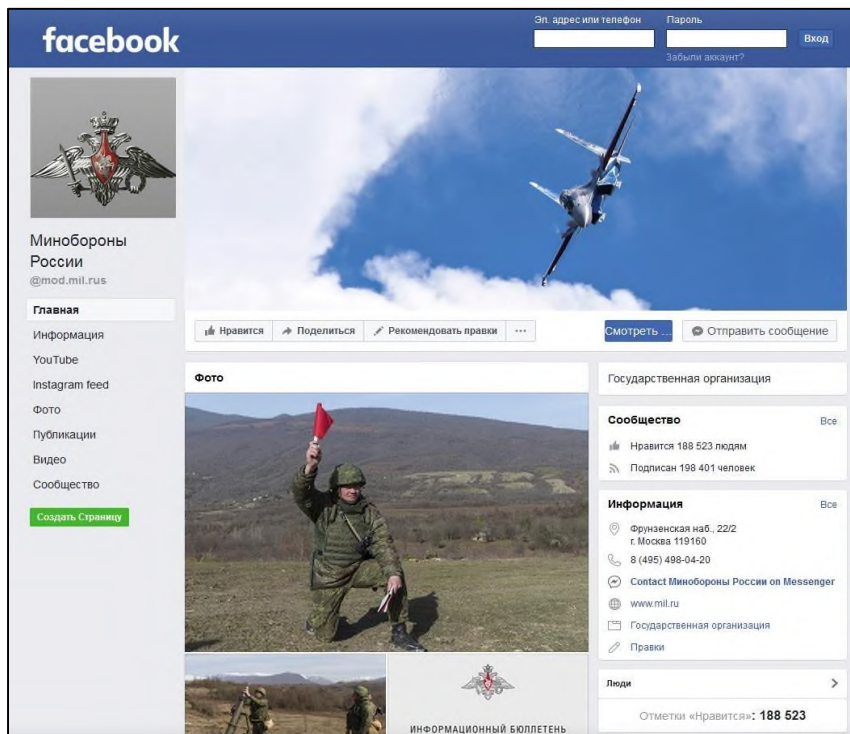 facebook
Эл. адрес или телефон
Пароль
Вход
Забыли аккаунт?
Минобороны
России
@mod.mil.rus
Главная
Информация
YouTube
Instagram feed
Фото
Публикации
Видео
Сообщество
Создать Страницу
Нравится
Поделиться
Рекомендовать правки
...
Смотреть ...
Отправить сообщение
Фото
ИНФОРМАЦИОННЫЙ БЮЛЛЕТЕНЬ
Государственная организация
Сообщество
Все
Нравится 188 523 людям
Подписан 198 401 человек
Информация
Все
Фрунзенская наб., 22/2
г. Москва 119160
8 (495) 498-04-20
Contact Минобороны России on Messenger
www.mil.ru
Государственная организация
Правки
Люди
Отметки «Нравится»: 188 523